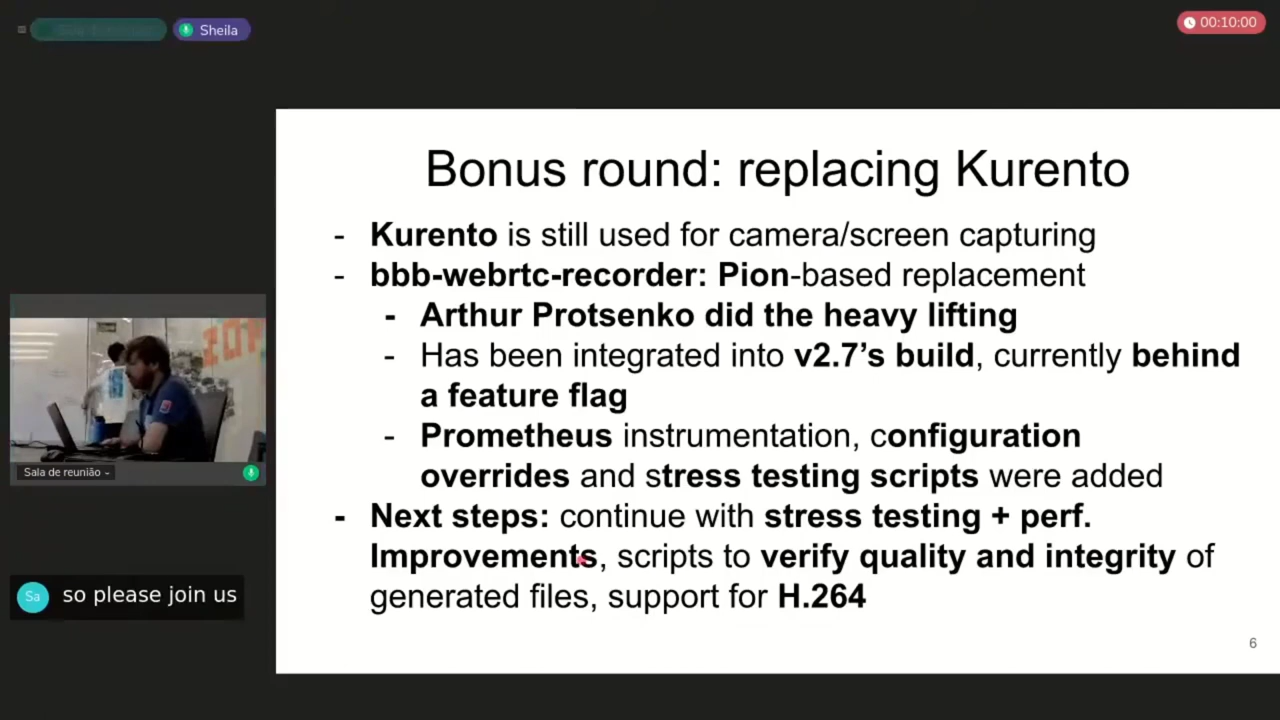 Sheila
00:10:00
Bonus round: replacing Kurento
- Kurento is still used for camera/screen capturing
- bbb-webrtc-recorder: Pion-based replacement
- Arthur Protsenko did the heavy lifting
- Has been integrated into v2.7’s build, currently behind
a feature flag
- Prometheus instrumentation, configuration
overrides and stress testing scripts were added
- Next steps: continue with stress testing + perf.
Improvements, scripts to verify quality and integrity of
generated files, support for H.264
6
Sala de reunião
Sa so please join us